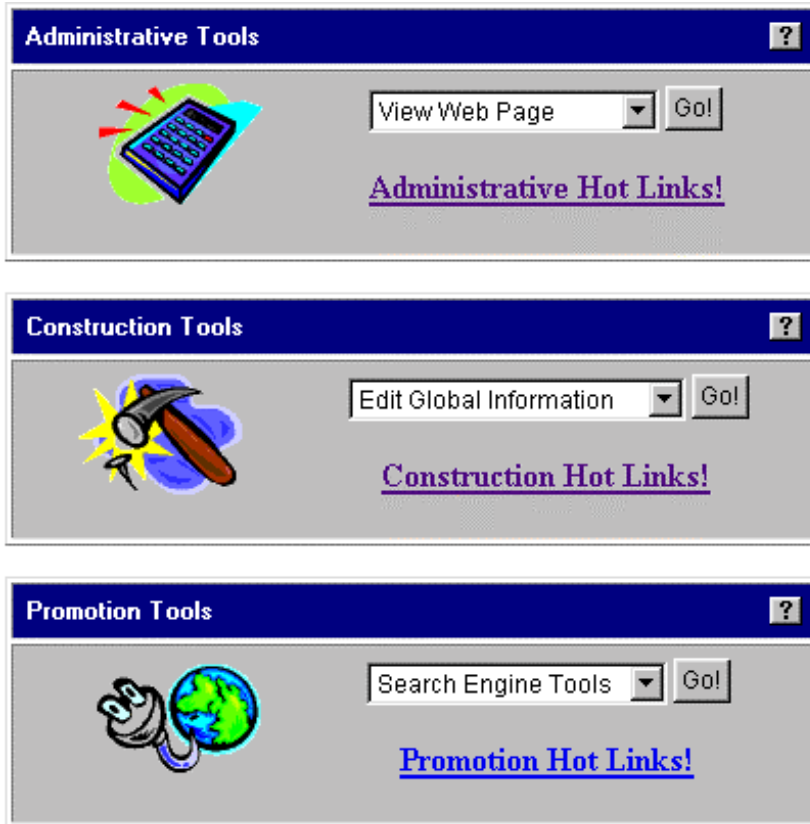 Administrative Tools ?
View Web Page Go!
Administrative Hot Links!
Construction Tools ?
Edit Global Information Go!
Construction Hot Links!
Promotion Tools ?
Search Engine Tools Go!
Promotion Hot Links!